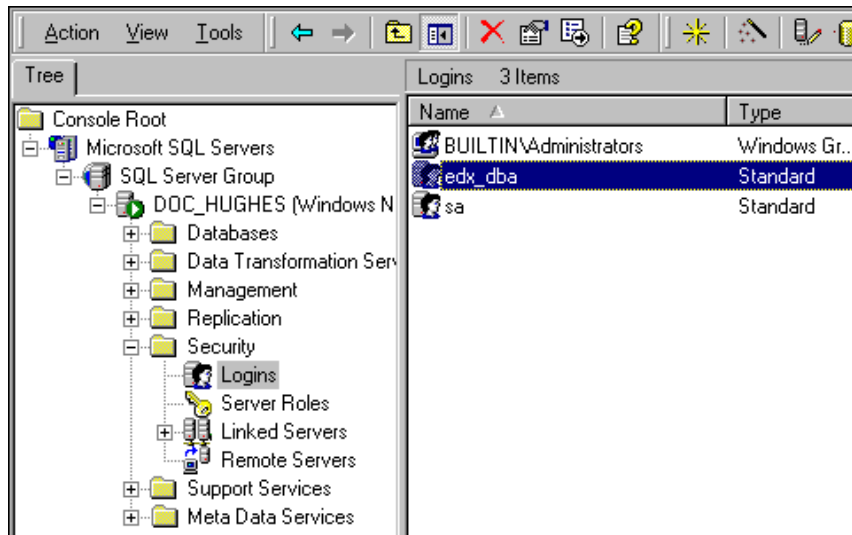 Action View Tools
Tree
Console Root
Microsoft SQL Servers
SQL Server Group
DOC_HUGHES (Windows N
Databases
Data Transformation Serv
Management
Replication
Security
Logins
Server Roles
Linked Servers
Remote Servers
Support Services
Meta Data Services
Logins 3 Items
Name Type
BUILTIN\Administrators Windows Gr...
edx_dba Standard
sa Standard